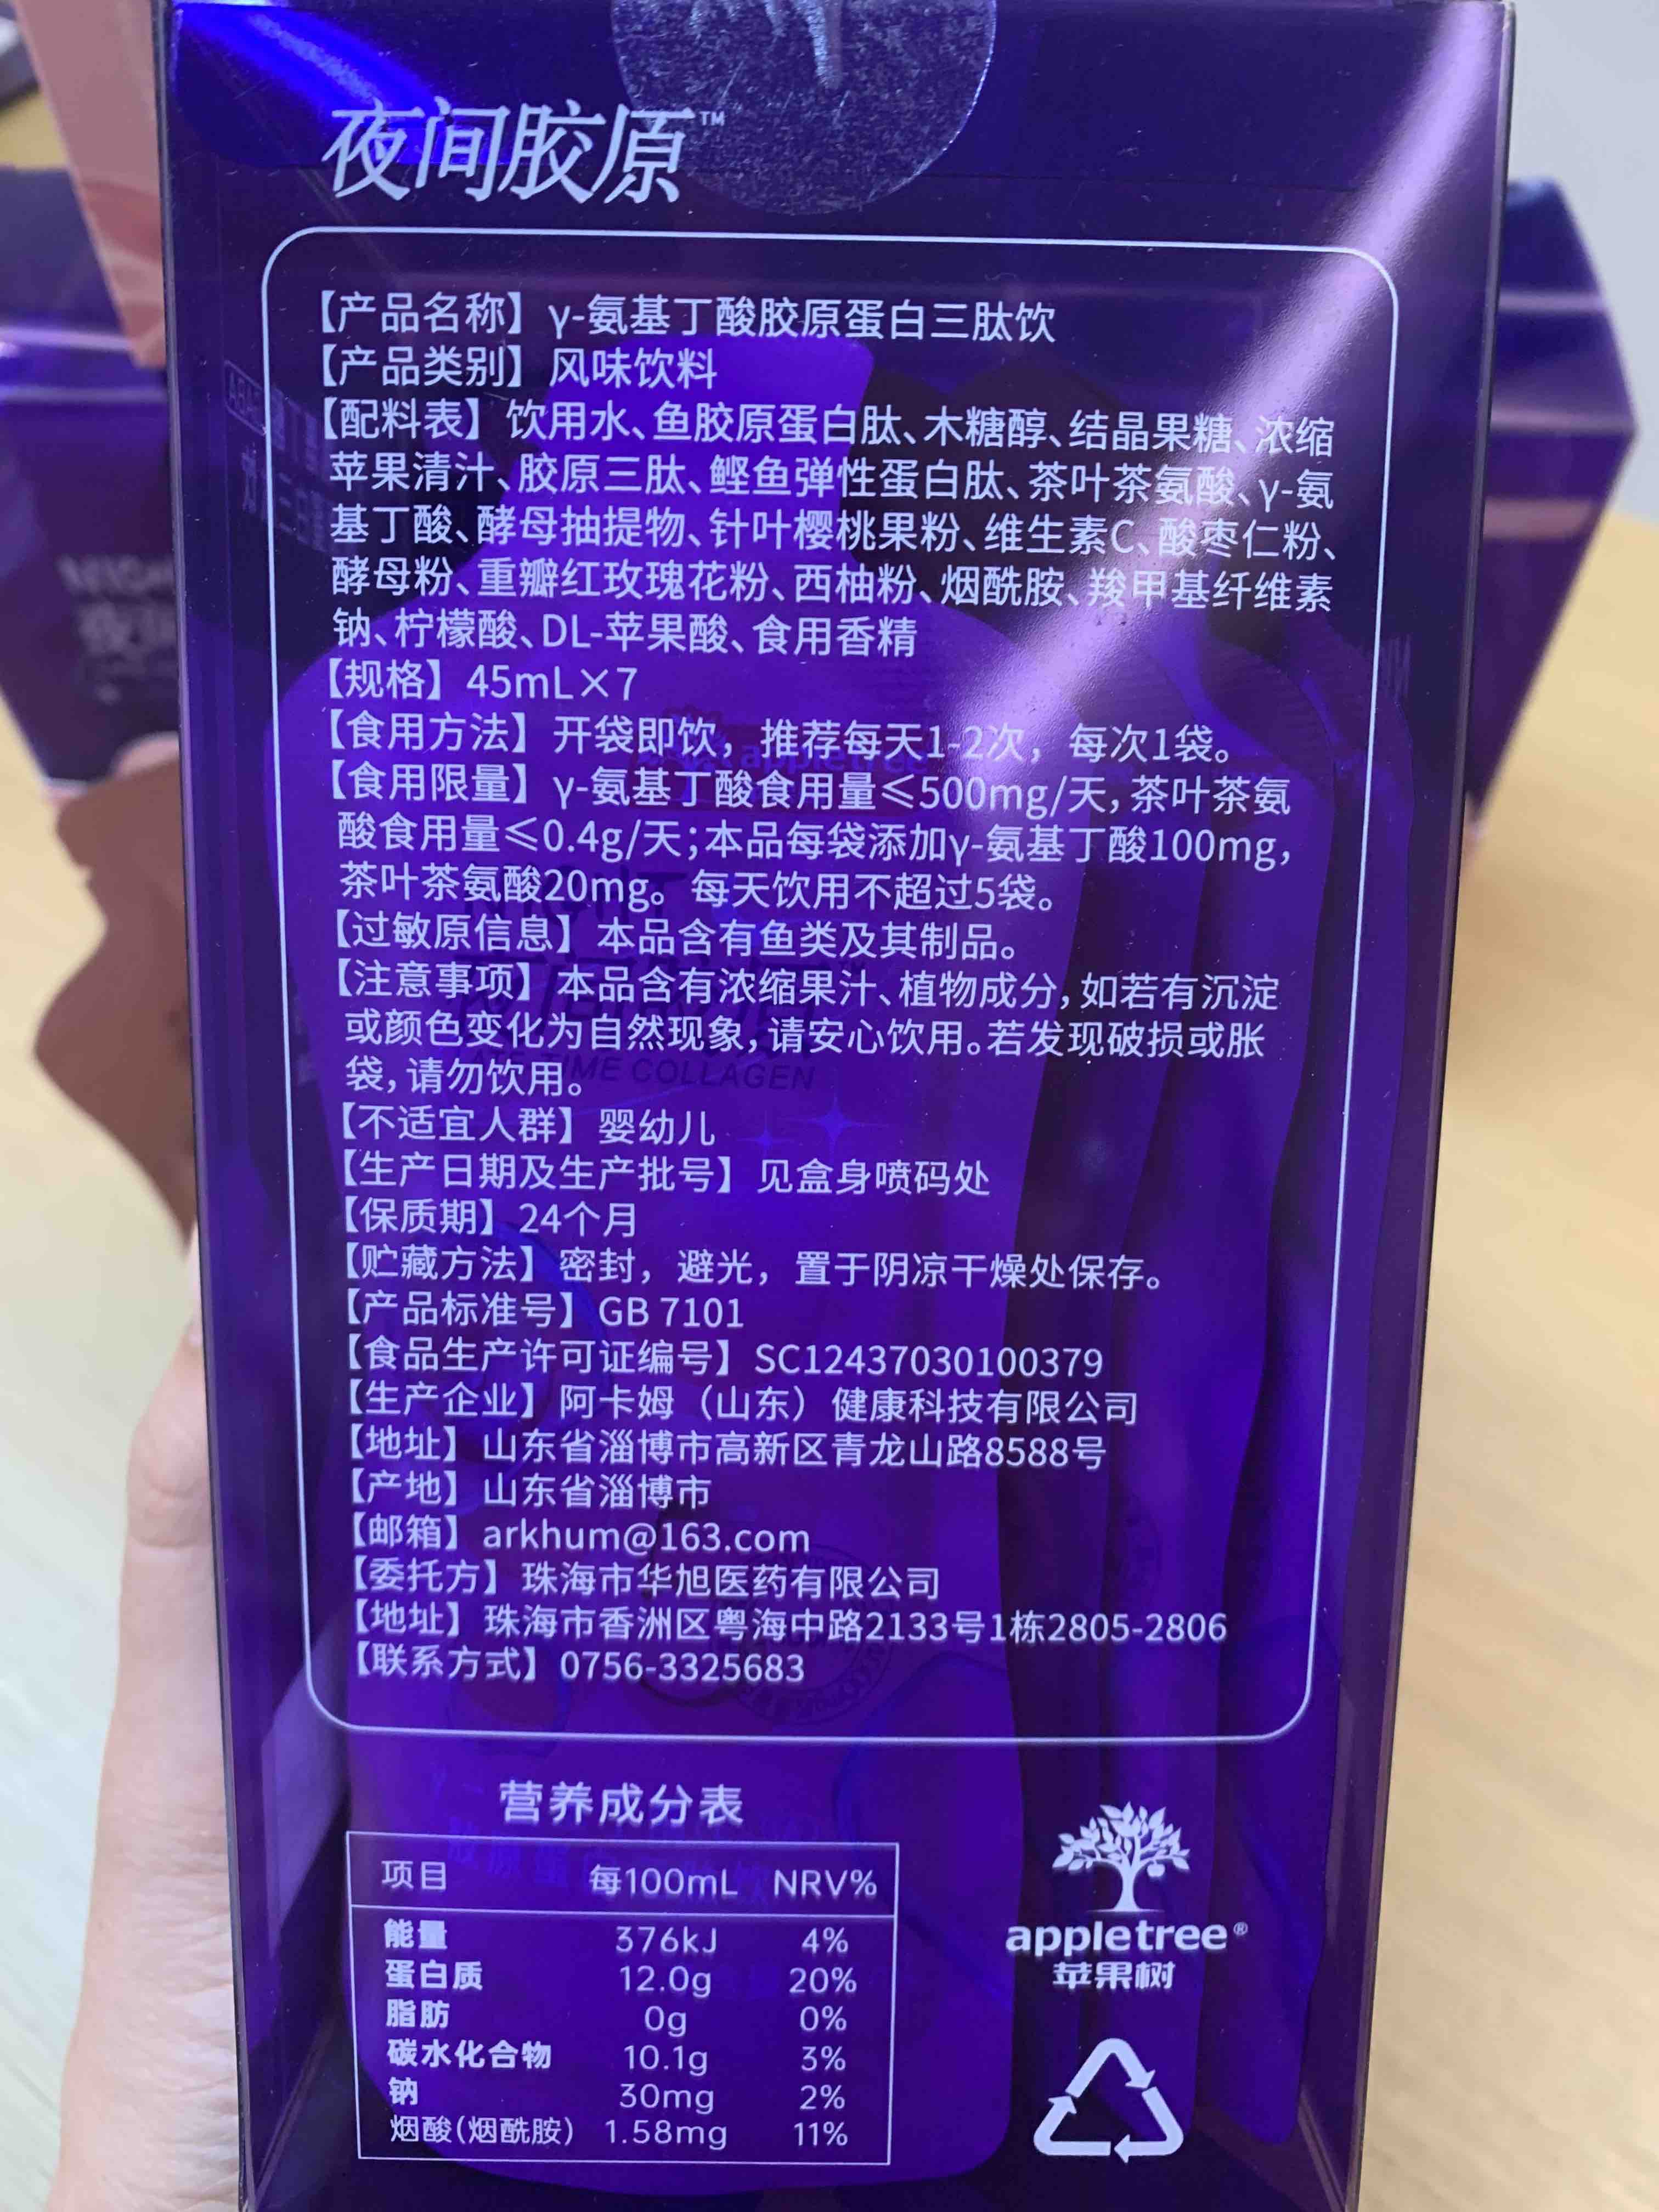 夜间胶原™
【产品名称】γ-氨基丁酸胶原蛋白三肽饮
【产品类别】风味饮料
【配料表】饮用水、鱼胶原蛋白肽、木糖醇、结晶果糖、浓缩
苹果清汁、胶原三肽、鲣鱼弹性蛋白肽、茶叶茶氨酸、γ-氨
基丁酸、酵母抽提物、针叶樱桃果粉、维生素C、酸枣仁粉、
酵母粉、重瓣红玫瑰花粉、西柚粉、烟酰胺、羧甲基纤维素
钠、柠檬酸、DL-苹果酸、食用香精
【规格】45mL×7
【食用方法】开袋即饮，推荐每天1-2次，每次1袋。
【食用限量】γ-氨基丁酸食用量≤500mg/天，茶叶茶氨
酸食用量≤0.4g/天；本品每袋添加γ-氨基丁酸100mg，
茶叶茶氨酸20mg。每天饮用不超过5袋。
【过敏原信息】本品含有鱼类及其制品。
【注意事项】本品含有浓缩果汁、植物成分，如若有沉淀
或颜色变化为自然现象，请安心饮用。若发现破损或胀
袋，请勿饮用。
【不适宜人群】婴幼儿
【生产日期及生产批号】见盒身喷码处
【保质期】24个月
【贮藏方法】密封，避光，置于阴凉干燥处保存。
【产品标准号】GB 7101
【食品生产许可证编号】SC12437030100379
【生产企业】阿卡姆（山东）健康科技有限公司
【地址】山东省淄博市高新区青龙山路8588号
【产地】山东省淄博市
【邮箱】arkhum@163.com
【委托方】珠海市华旭医药有限公司
【地址】珠海市香洲区粤海中路2133号1栋2805-2806
【联系方式】0756-3325683
营养成分表
项目 每100mL NRV%
能量 376kJ 4%
蛋白质 12.0g 20%
脂肪 0g 0%
碳水化合物 10.1g 3%
钠 30mg 2%
烟酸（烟酰胺） 1.58mg 11%
appletree®
苹果树
TIME COLLAGEN